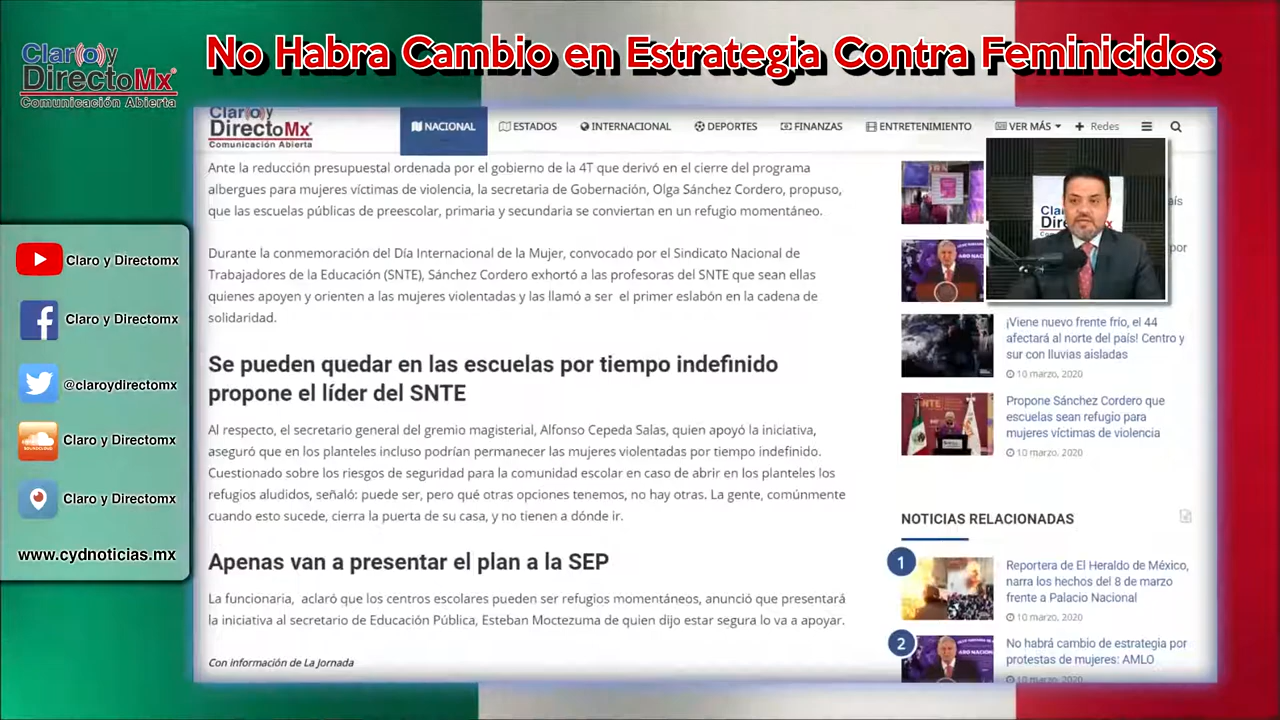 No Habra Cambio en Estrategia Contra Feminicidos
Claro y
DirectoMx
Comunicación Abierta
Claro y
DirectoMx
Comunicación Abierta
NACIONAL
ESTADOS
INTERNACIONAL
DEPORTES
FINANZAS
ENTRETENIMIENTO
VER MÁS
Redes
Ante la reducción presupuestal ordenada por el gobierno de la 4T que derivó en el cierre del programa
albergues para mujeres víctimas de violencia, la secretaria de Gobernación, Olga Sánchez Cordero, propuso,
que las escuelas públicas de preescolar, primaria y secundaria se conviertan en un refugio momentáneo.
Durante la conmemoración del Día Internacional de la Mujer, convocado por el Sindicato Nacional de
Trabajadores de la Educación (SNTE), Sánchez Cordero exhortó a las profesoras del SNTE que sean ellas
quienes apoyen y orienten a las mujeres violentadas y las llamó a ser el primer eslabón en la cadena de
solidaridad.
Se pueden quedar en las escuelas por tiempo indefinido
propone el líder del SNTE
Al respecto, el secretario general del gremio magisterial, Alfonso Cepeda Salas, quien apoyó la iniciativa,
aseguró que en los planteles incluso podrían permanecer las mujeres violentadas por tiempo indefinido.
Cuestionado sobre los riesgos de seguridad para la comunidad escolar en caso de abrir en los planteles los
refugios aludidos, señaló: puede ser, pero qué otras opciones tenemos, no hay otras. La gente, comúnmente
cuando esto sucede, cierra la puerta de su casa, y no tienen a dónde ir.
Apenas van a presentar el plan a la SEP
La funcionaria, aclaró que los centros escolares pueden ser refugios momentáneos, anunció que presentará
la iniciativa al secretario de Educación Pública, Esteban Moctezuma de quien dijo estar segura lo va a apoyar.
Con información de La Jornada
país
por
¡Viene nuevo frente frío, el 44
afectará al norte del país! Centro y
sur con lluvias aisladas
10 marzo, 2020
Propone Sánchez Cordero que
escuelas sean refugio para
mujeres víctimas de violencia
10 marzo, 2020
NOTICIAS RELACIONADAS
1
Reportera de El Heraldo de México,
narra los hechos del 8 de marzo
frente a Palacio Nacional
10 marzo, 2020
2
No habrá cambio de estrategia por
protestas de mujeres: AMLO
10 marzo, 2020
Claro y Directomx
Claro y Directomx
@claroydirectomx
Claro y Directomx
Claro y Directomx
www.cydnoticias.mx